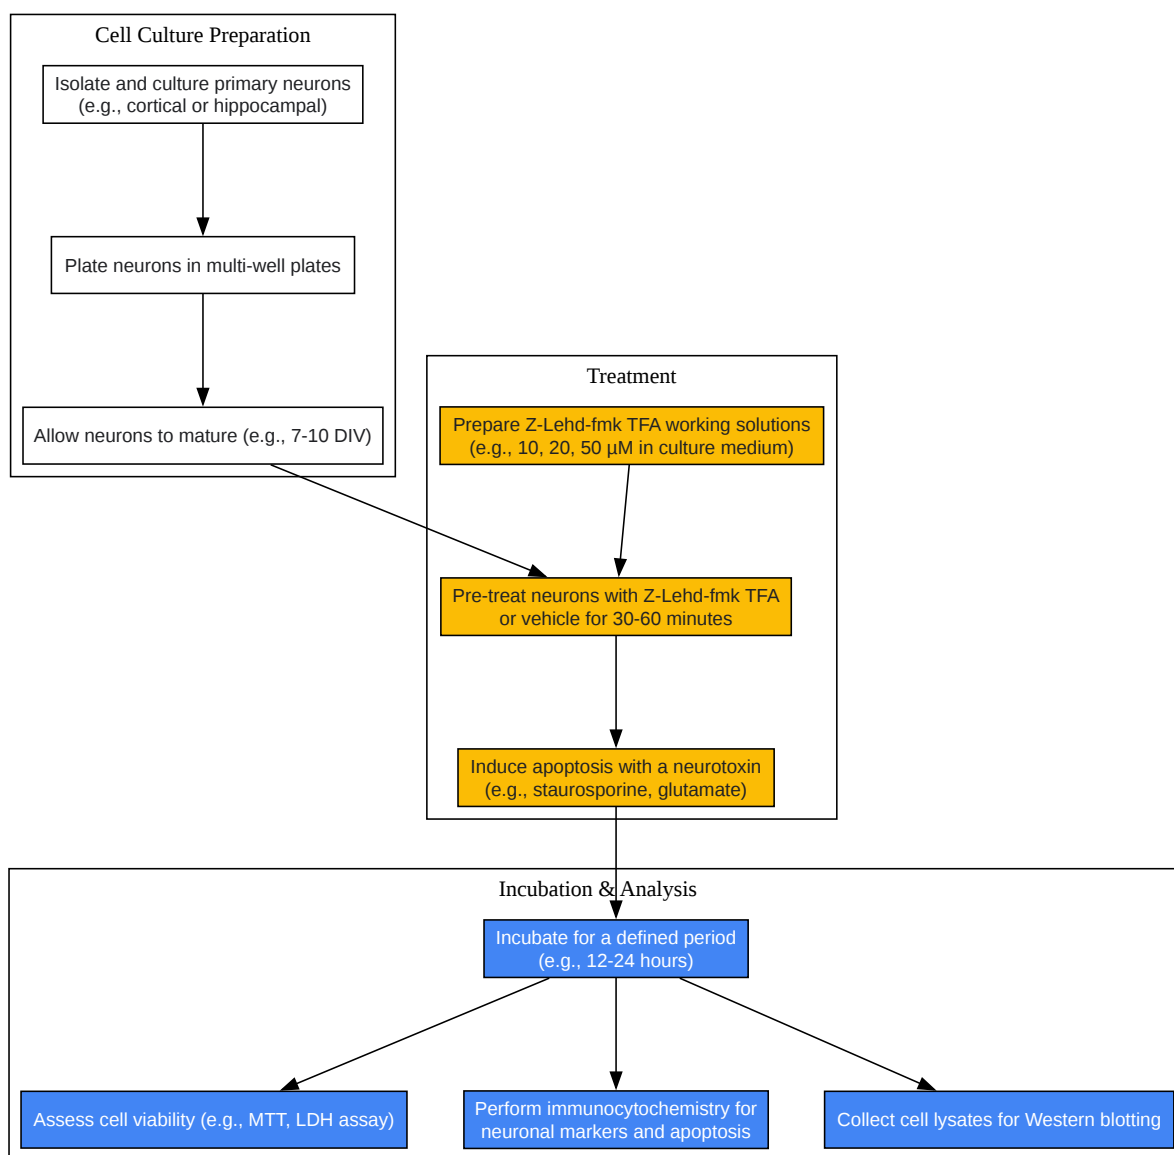 Cell Culture Preparation
Isolate and culture primary neurons
(e.g., cortical or hippocampal)
Plate neurons in multi-well plates
Allow neurons to mature (e.g., 7-10 DIV)
Treatment
Prepare Z-Lehd-fmk TFA working solutions
(e.g., 10, 20, 50 µM in culture medium)
Pre-treat neurons with Z-Lehd-fmk TFA
or vehicle for 30-60 minutes
Induce apoptosis with a neurotoxin
(e.g., staurosporine, glutamate)
Incubation & Analysis
Incubate for a defined period
(e.g., 12-24 hours)
Assess cell viability (e.g., MTT, LDH assay)
Perform immunocytochemistry for
neuronal markers and apoptosis
Collect cell lysates for Western blotting